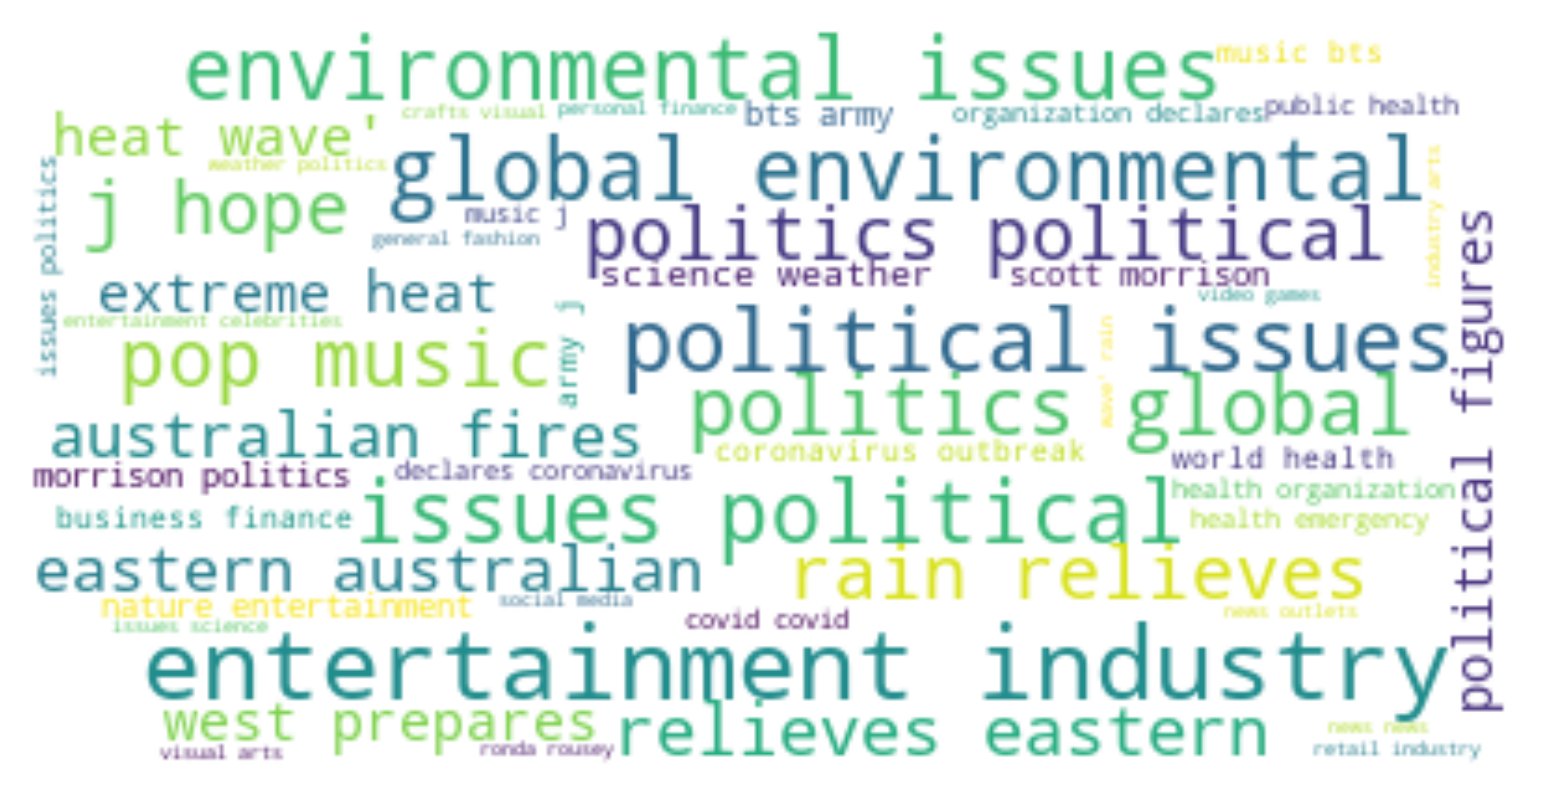 environmental issues
music bts
crafts visual
personal finance
bts army
organization declares
public health
heat wave'
weather politics
global environmental
industry arts
issues politics
j hope
music j
general fashion
politics political
science weather
scott morrison
political figures
extreme heat
video games
entertainment celebrities
army j
political issues
wave' rain
pop music
politics global
australian fires
coronavirus outbreak
world health
morrison politics
declares coronavirus
issues political
health organization
business finance
health emergency
eastern australian
rain relieves
nature entertainment
social media
news outlets
issues science
covid covid
entertainment industry
west prepares
relieves eastern
news news
visual arts
ronda rousey
retail industry